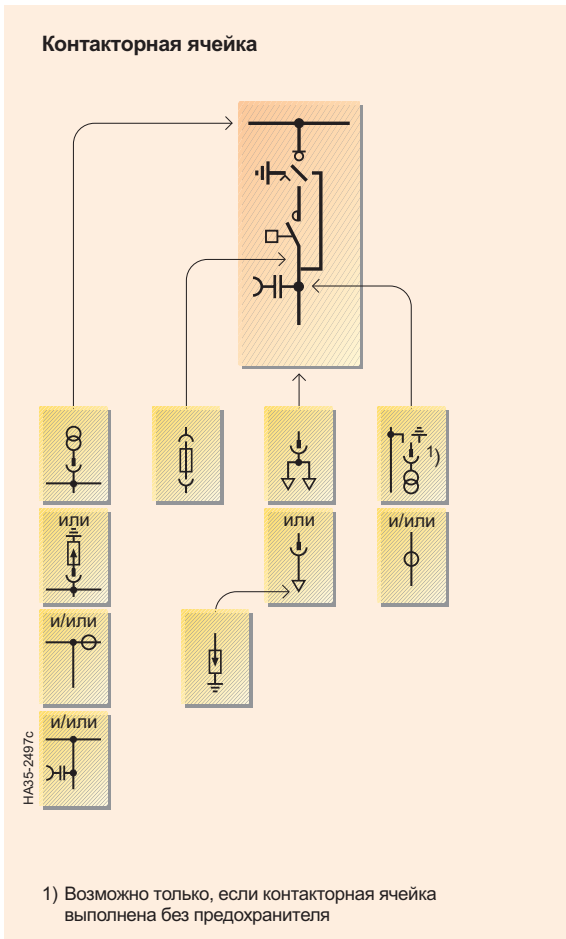 Контакторная ячейка
1)
или
или
и/или
и/или
и/или
HA35-2497c
1) Возможно только, если контакторная ячейка
выполнена без предохранителя